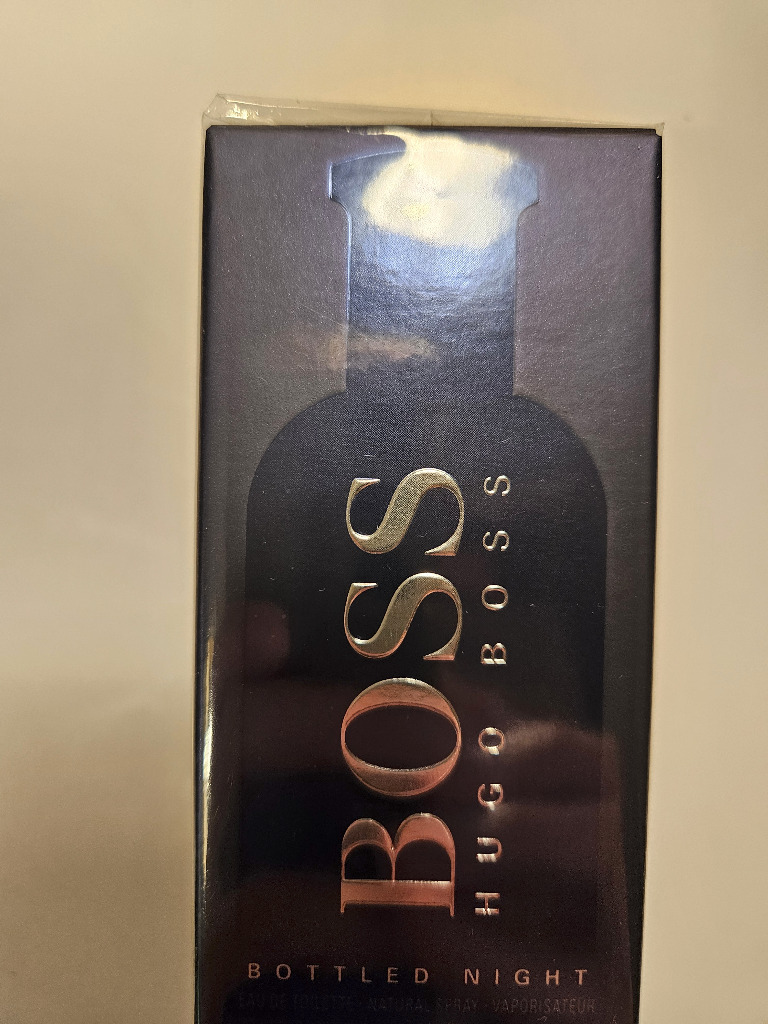 BOSS
HUGO BOSS
BOTTLED NIGHT
EAU DE TOILETTE · NATURAL SPRAY · VAPORISATEUR